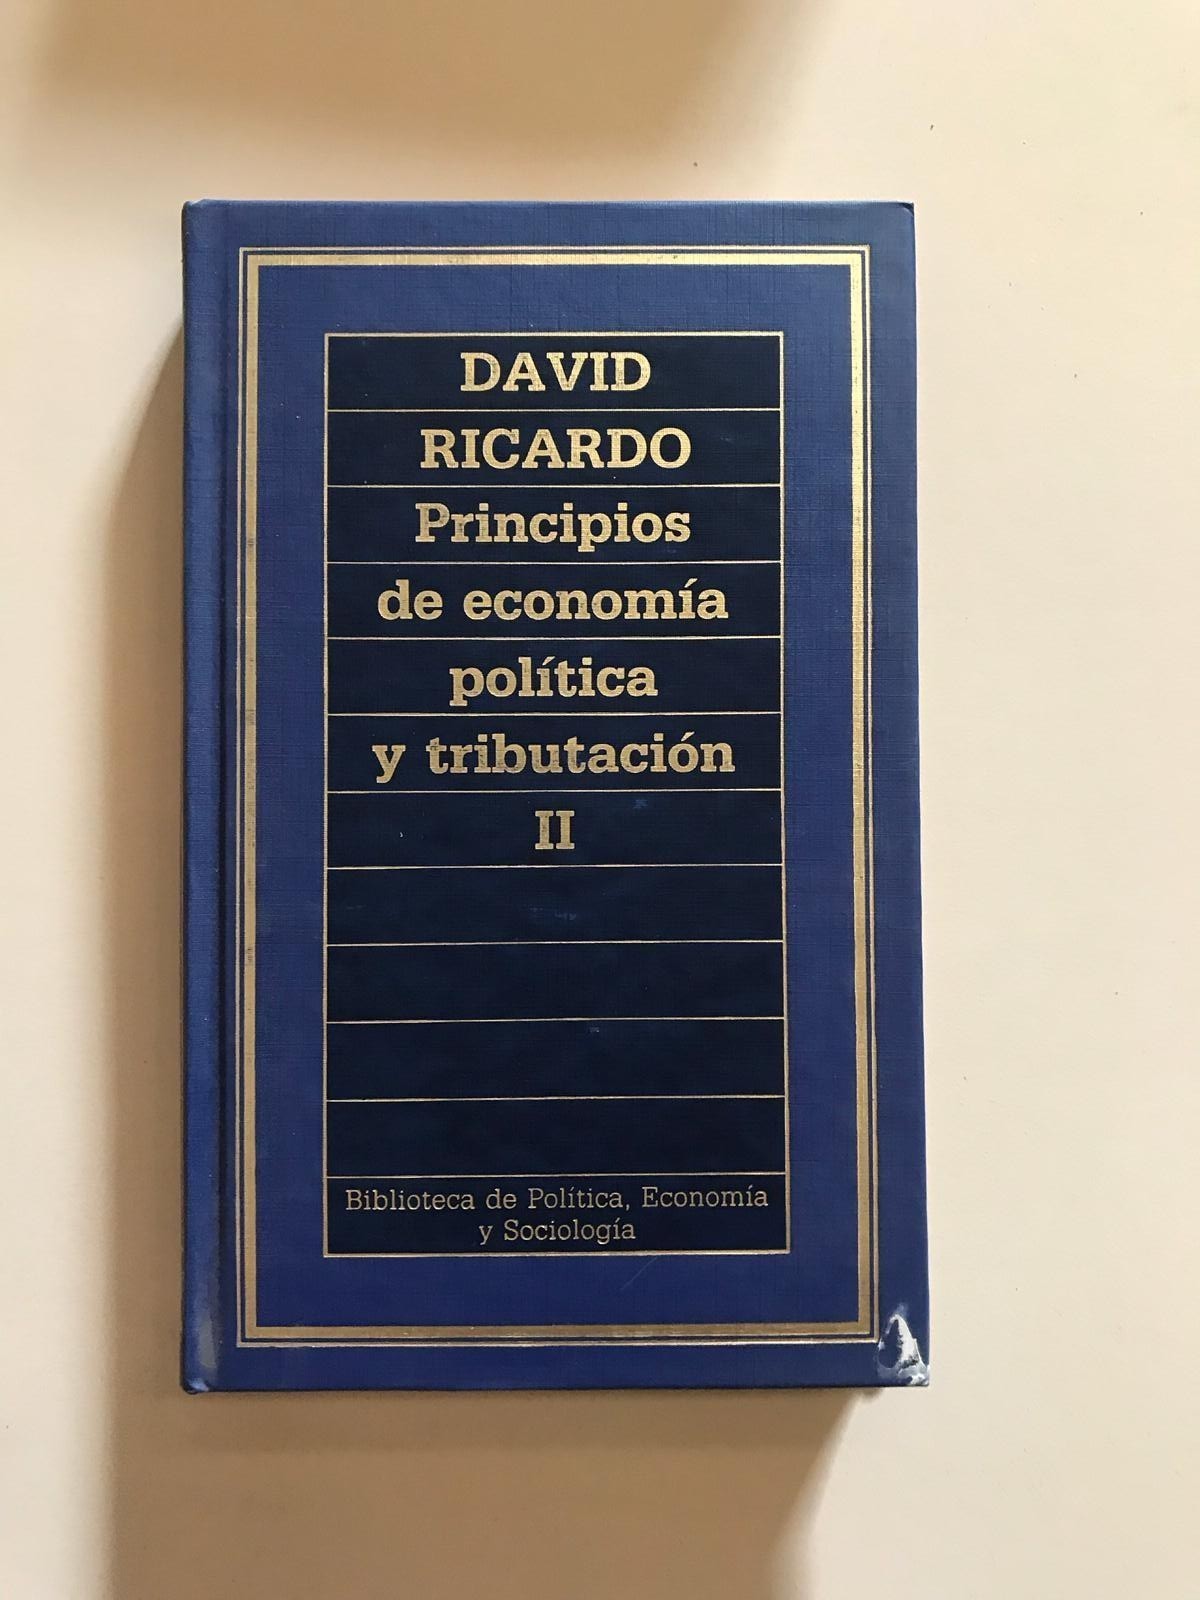 DAVID
RICARDO
Principios
de economía
política
y tributación
II
Biblioteca de Política, Economía
y Sociología